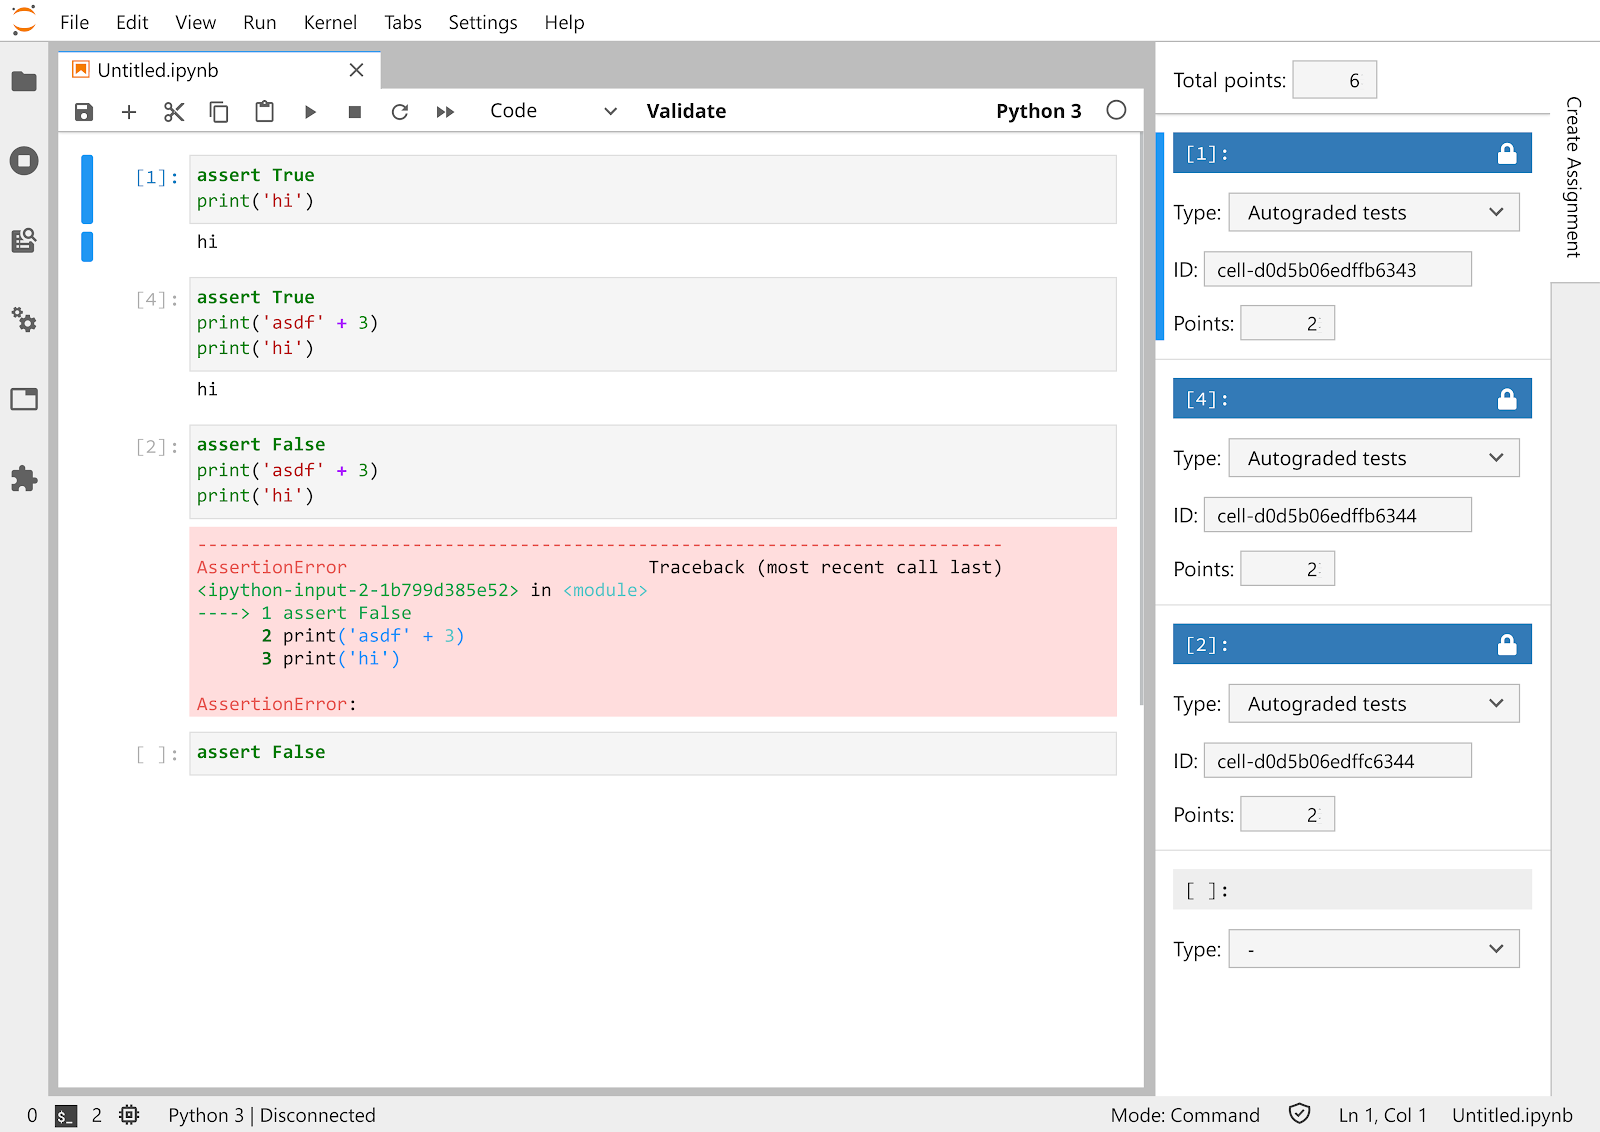 File Edit View Run Kernel Tabs Settings Help
Untitled.ipynb
Code Validate Python 3
[1]: assert True
print('hi')
hi
[4]: assert True
print('asdf' + 3)
print('hi')
hi
[2]: assert False
print('asdf' + 3)
print('hi')
---------------------------------------------------------------------------
AssertionError Traceback (most recent call last)
<ipython-input-2-1b799d385e52> in <module>
----> 1 assert False
2 print('asdf' + 3)
3 print('hi')
AssertionError:
[ ]: assert False
Total points: 6
[1]:
Type: Autograded tests
ID: cell-d0d5b06edffb6343
Points: 2
[4]:
Type: Autograded tests
ID: cell-d0d5b06edffb6344
Points: 2
[2]:
Type: Autograded tests
ID: cell-d0d5b06edffc6344
Points: 2
[ ]:
Type: -
Create Assignment
0 $_ 2 Python 3 | Disconnected
Mode: Command Ln 1, Col 1 Untitled.ipynb